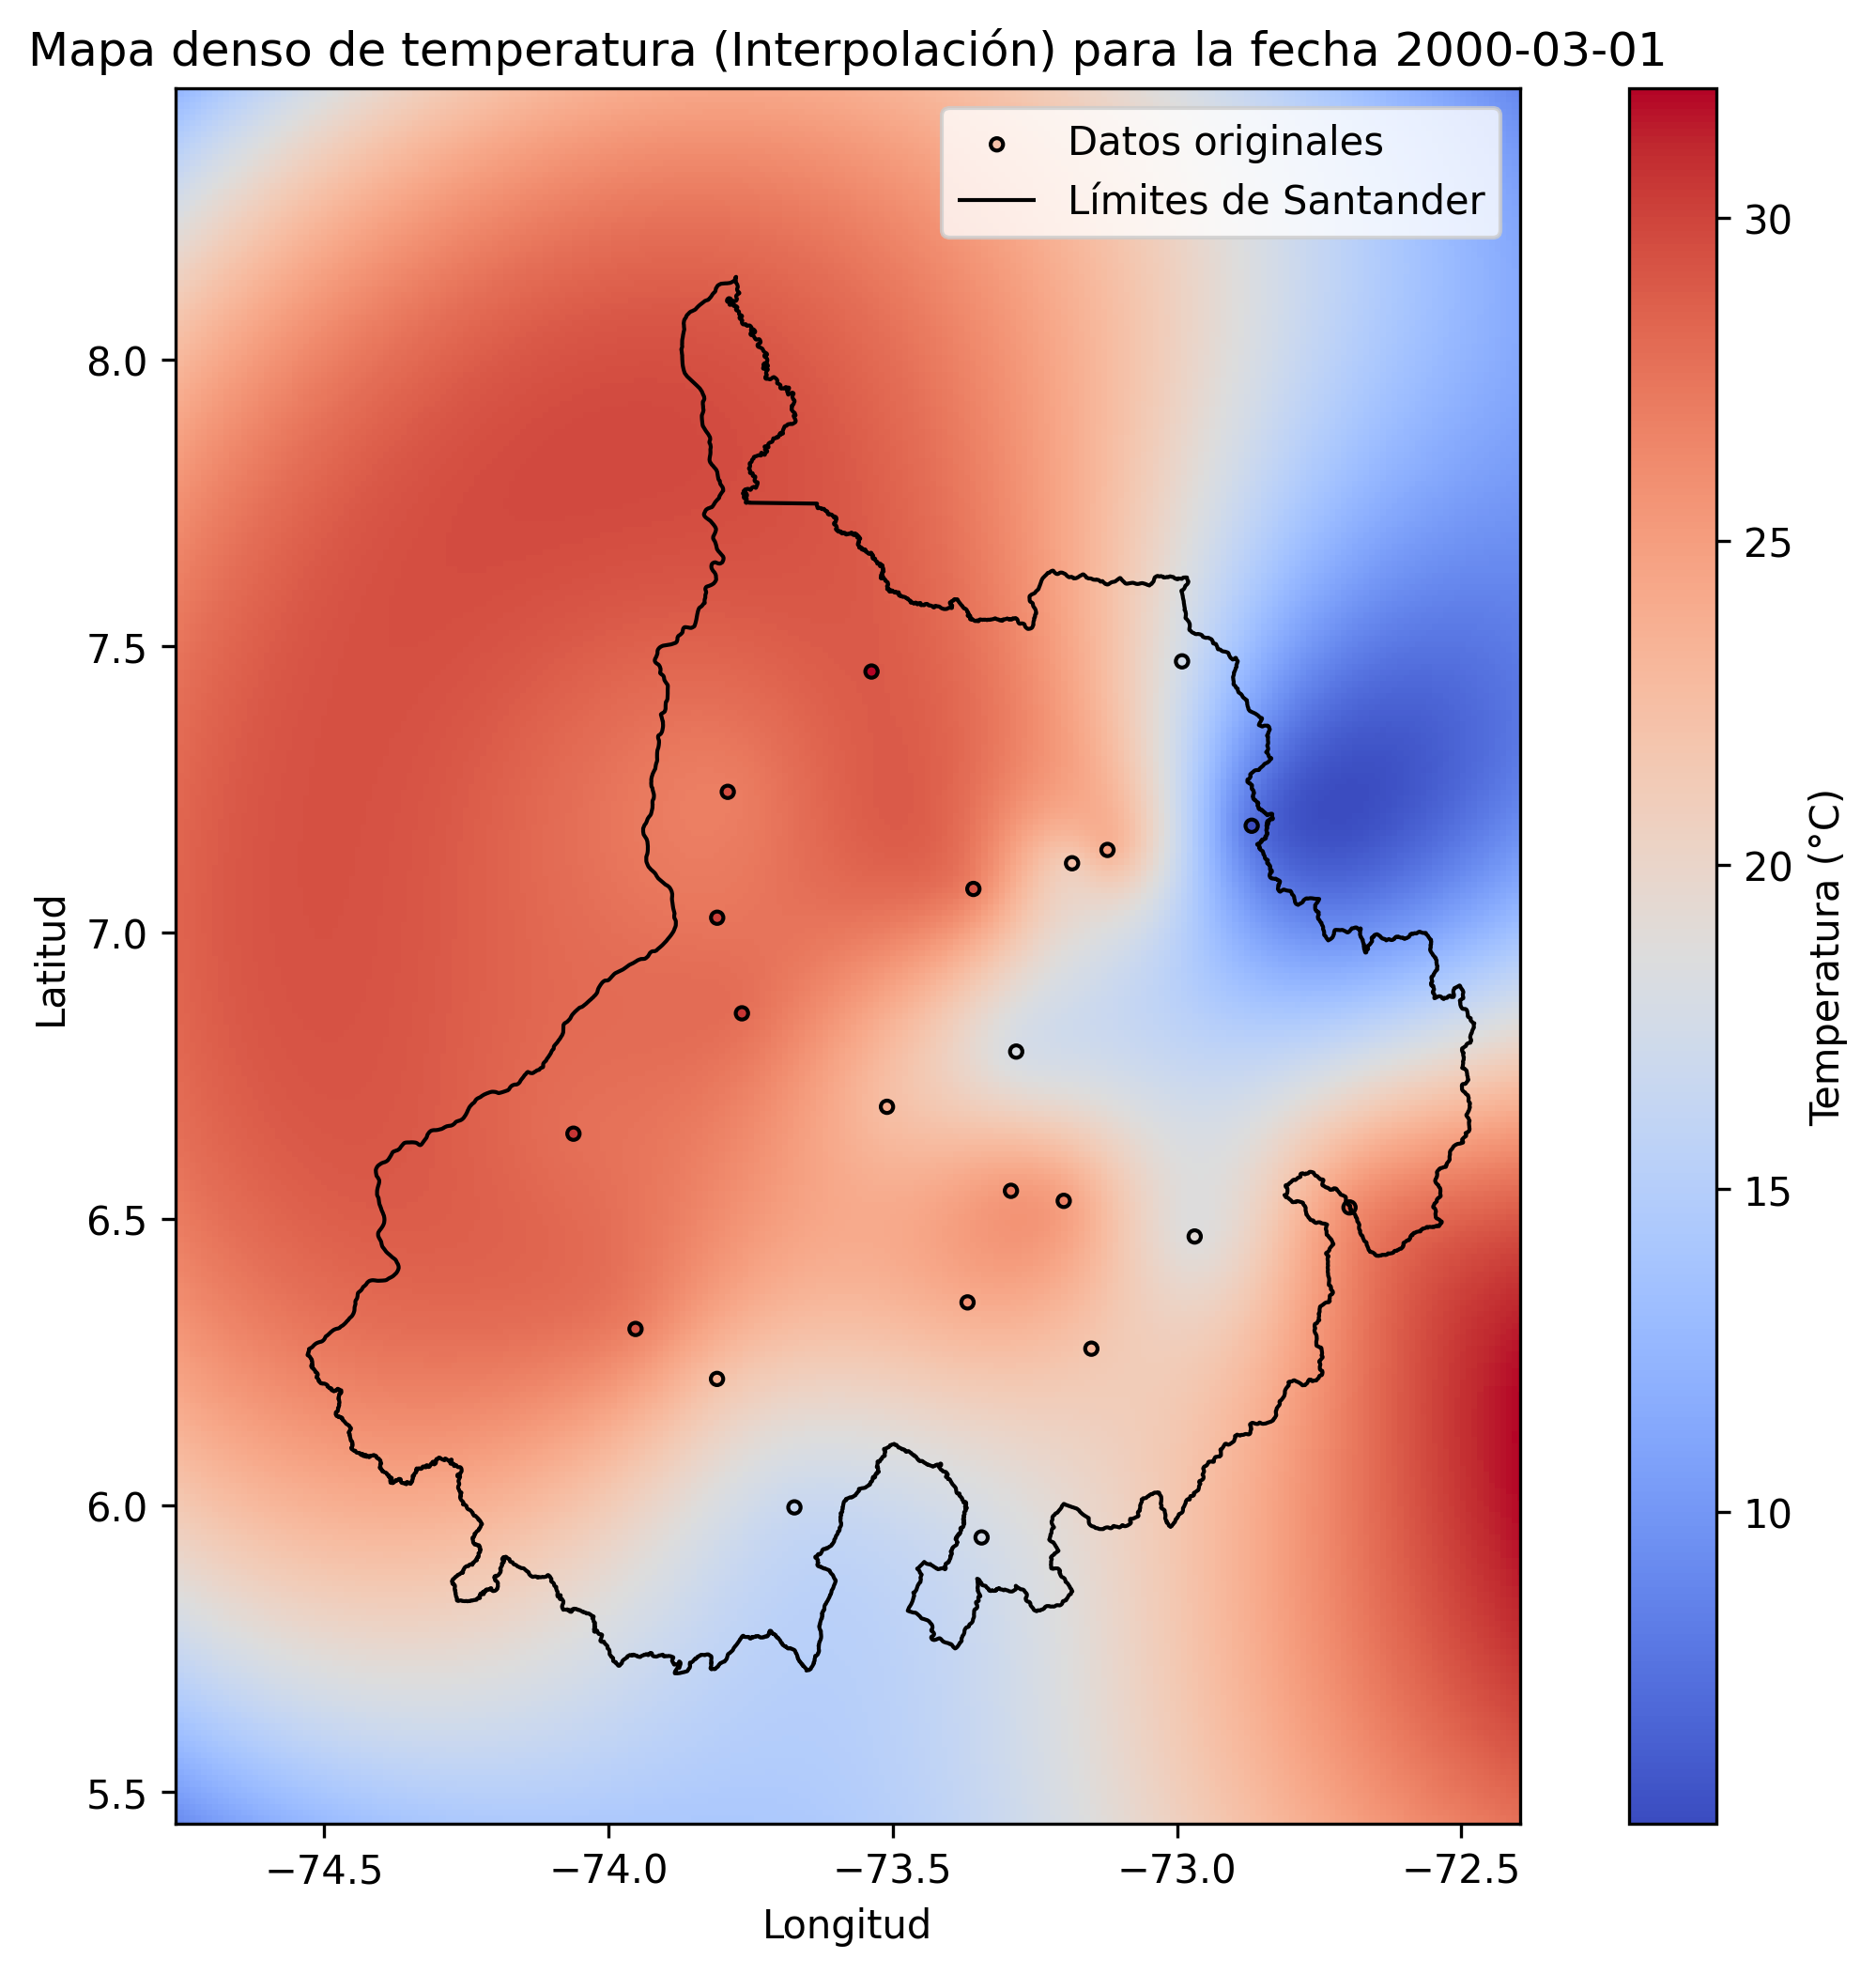 Mapa denso de temperatura (Interpolación) para la fecha 2000-03-01
Datos originales
Límites de Santander
8.0
7.5
7.0
6.5
6.0
5.5
Latitud
−74.5
−74.0
−73.5
−73.0
−72.5
Longitud
30
25
20
15
10
Temperatura (°C)